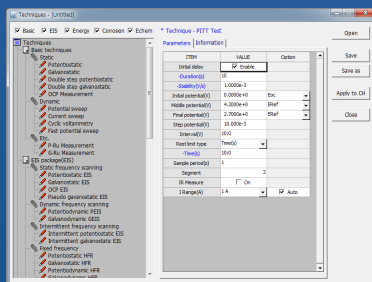 Techniques - [Untitled]
Basic EIS Energy Corrosion Echem
Techniques
Basic techniques
Static
Potentiostatic
Galvanostatic
Double step potentiostatic
Double step galvanostatic
OCP Measurement
Dynamic
Potential sweep
Current sweep
Cyclic voltammetry
Fast potential sweep
Etc.
P-Ru Measurement
G-Ru Measurement
EIS package(EIS)
Static frequency scanning
Potentiostatic EIS
Galvanostatic EIS
OCP EIS
Pseudo gavanostatic EIS
Dynamic frequency scanning
Potentiodynamic PEIS
Galvanodynamic GEIS
Intermittent frequency scanning
Intermittent potentiostatic EIS
Intermittent galvanostatic EIS
Fixed frequency
Potentiostatic HFR
Galvanostatic HFR
Potentiodynamic HFR
Galvanodynamic HFR
* Technique - PITT Test
Parameters Information
ITEM VALUE Option
Initial delay Enable
-Duration(s) 10
-Stability(V/s) 1.0000e-3
Initial potential(V) 0.0000e+0 Eoc
Middle potential(V) 4.2000e+0 ERef
Final potential(V) 2.7000e+0 ERef
Step potential(V) 10.000e-3
Interval(V) 10.0
Rest limit type Time(s)
-Time(s) 10.0
Sample period(s) 1
Segment 2
IR Measure On
I Range(A) 1 A Auto
Open
Save
Save as
Apply to CH
Close